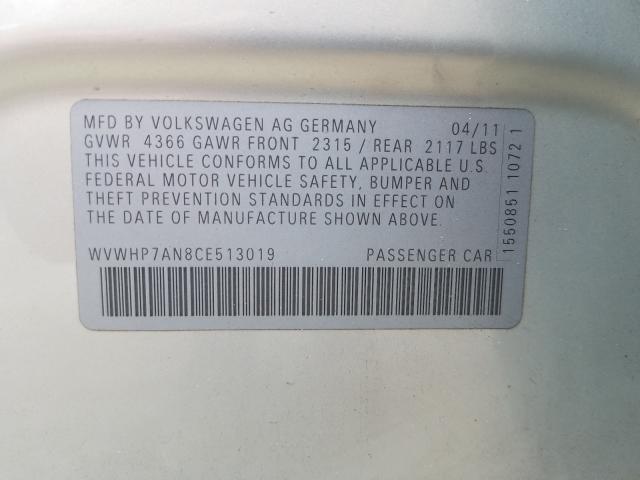 MFD BY VOLKSWAGEN AG GERMANY 04/11
GVWR 4366 GAWR FRONT 2315 / REAR 2117 LBS
THIS VEHICLE CONFORMS TO ALL APPLICABLE U.S.
FEDERAL MOTOR VEHICLE SAFETY, BUMPER AND
THEFT PREVENTION STANDARDS IN EFFECT ON
THE DATE OF MANUFACTURE SHOWN ABOVE.
WVWHP7AN8CE513019 PASSENGER CAR
1550851 1072 1